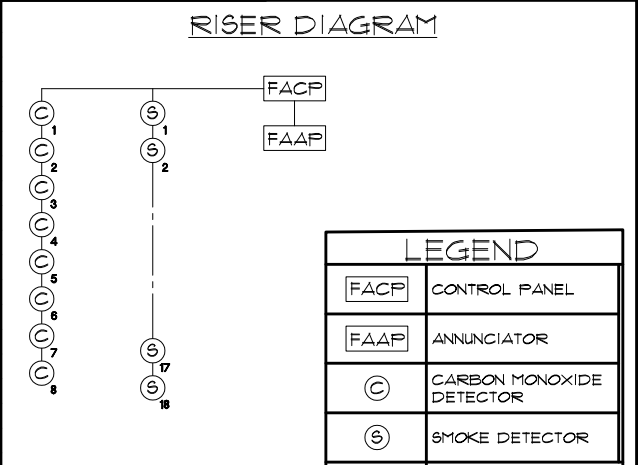 RISER DIAGRAM
FACP
C
1
S
1
FAAP
C
2
S
2
C
3
C
4
C
5
C
6
C
7
C
8
S
17
S
18
LEGEND
FACP CONTROL PANEL
FAAP ANNUNCIATOR
C CARBON MONOXIDE
DETECTOR
S SMOKE DETECTOR